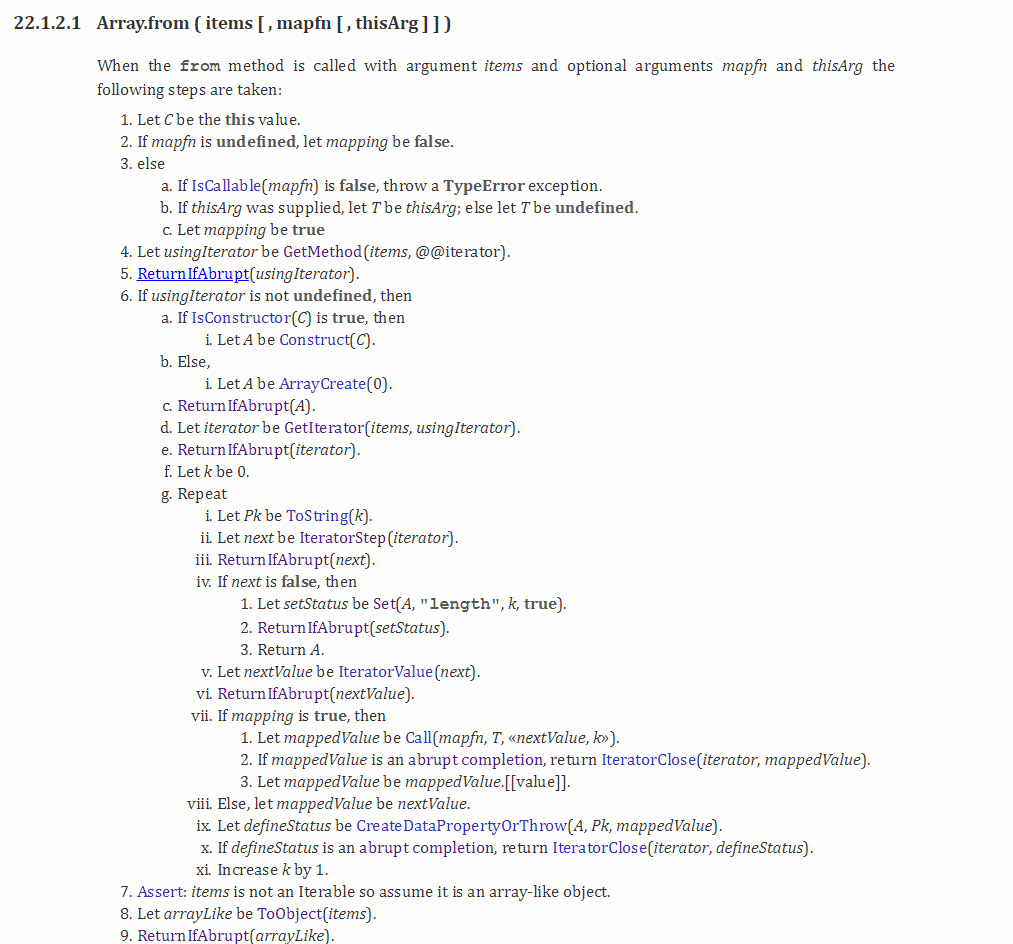 22.1.2.1 Array.from ( items [ , mapfn [ , thisArg ] ] )
When the from method is called with argument items and optional arguments mapfn and thisArg the
following steps are taken:
1. Let C be the this value.
2. If mapfn is undefined, let mapping be false.
3. else
a. If IsCallable(mapfn) is false, throw a TypeError exception.
b. If thisArg was supplied, let T be thisArg; else let T be undefined.
c. Let mapping be true
4. Let usingIterator be GetMethod(items, @@iterator).
5. ReturnIfAbrupt(usingIterator).
6. If usingIterator is not undefined, then
a. If IsConstructor(C) is true, then
i. Let A be Construct(C).
b. Else,
i. Let A be ArrayCreate(0).
c. ReturnIfAbrupt(A).
d. Let iterator be GetIterator(items, usingIterator).
e. ReturnIfAbrupt(iterator).
f. Let k be 0.
g. Repeat
i. Let Pk be ToString(k).
ii. Let next be IteratorStep(iterator).
iii. ReturnIfAbrupt(next).
iv. If next is false, then
1. Let setStatus be Set(A, "length", k, true).
2. ReturnIfAbrupt(setStatus).
3. Return A.
v. Let nextValue be IteratorValue(next).
vi. ReturnIfAbrupt(nextValue).
vii. If mapping is true, then
1. Let mappedValue be Call(mapfn, T, «nextValue, k»).
2. If mappedValue is an abrupt completion, return IteratorClose(iterator, mappedValue).
3. Let mappedValue be mappedValue.[[value]].
viii. Else, let mappedValue be nextValue.
ix. Let defineStatus be CreateDataPropertyOrThrow(A, Pk, mappedValue).
x. If defineStatus is an abrupt completion, return IteratorClose(iterator, defineStatus).
xi. Increase k by 1.
7. Assert: items is not an Iterable so assume it is an array-like object.
8. Let arrayLike be ToObject(items).
9. ReturnIfAbrupt(arrayLike).